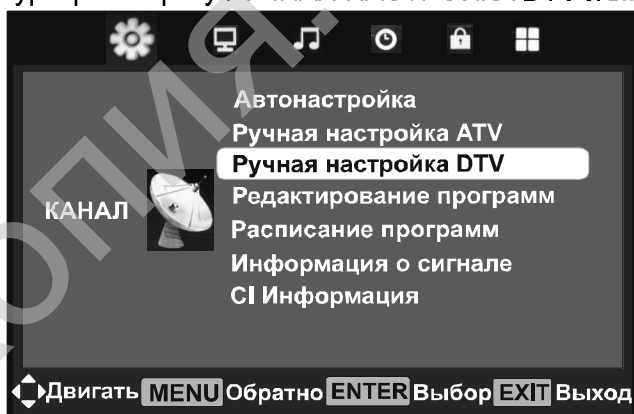 Автонастройка
Ручная настройка ATV
Ручная настройка DTV
Редактирование программ
КАНАЛ
Расписание программ
Информация о сигнале
CI Информация
Двигать MENU Обратно ENTER Выбор EXIT Выход
КОПИЯ.